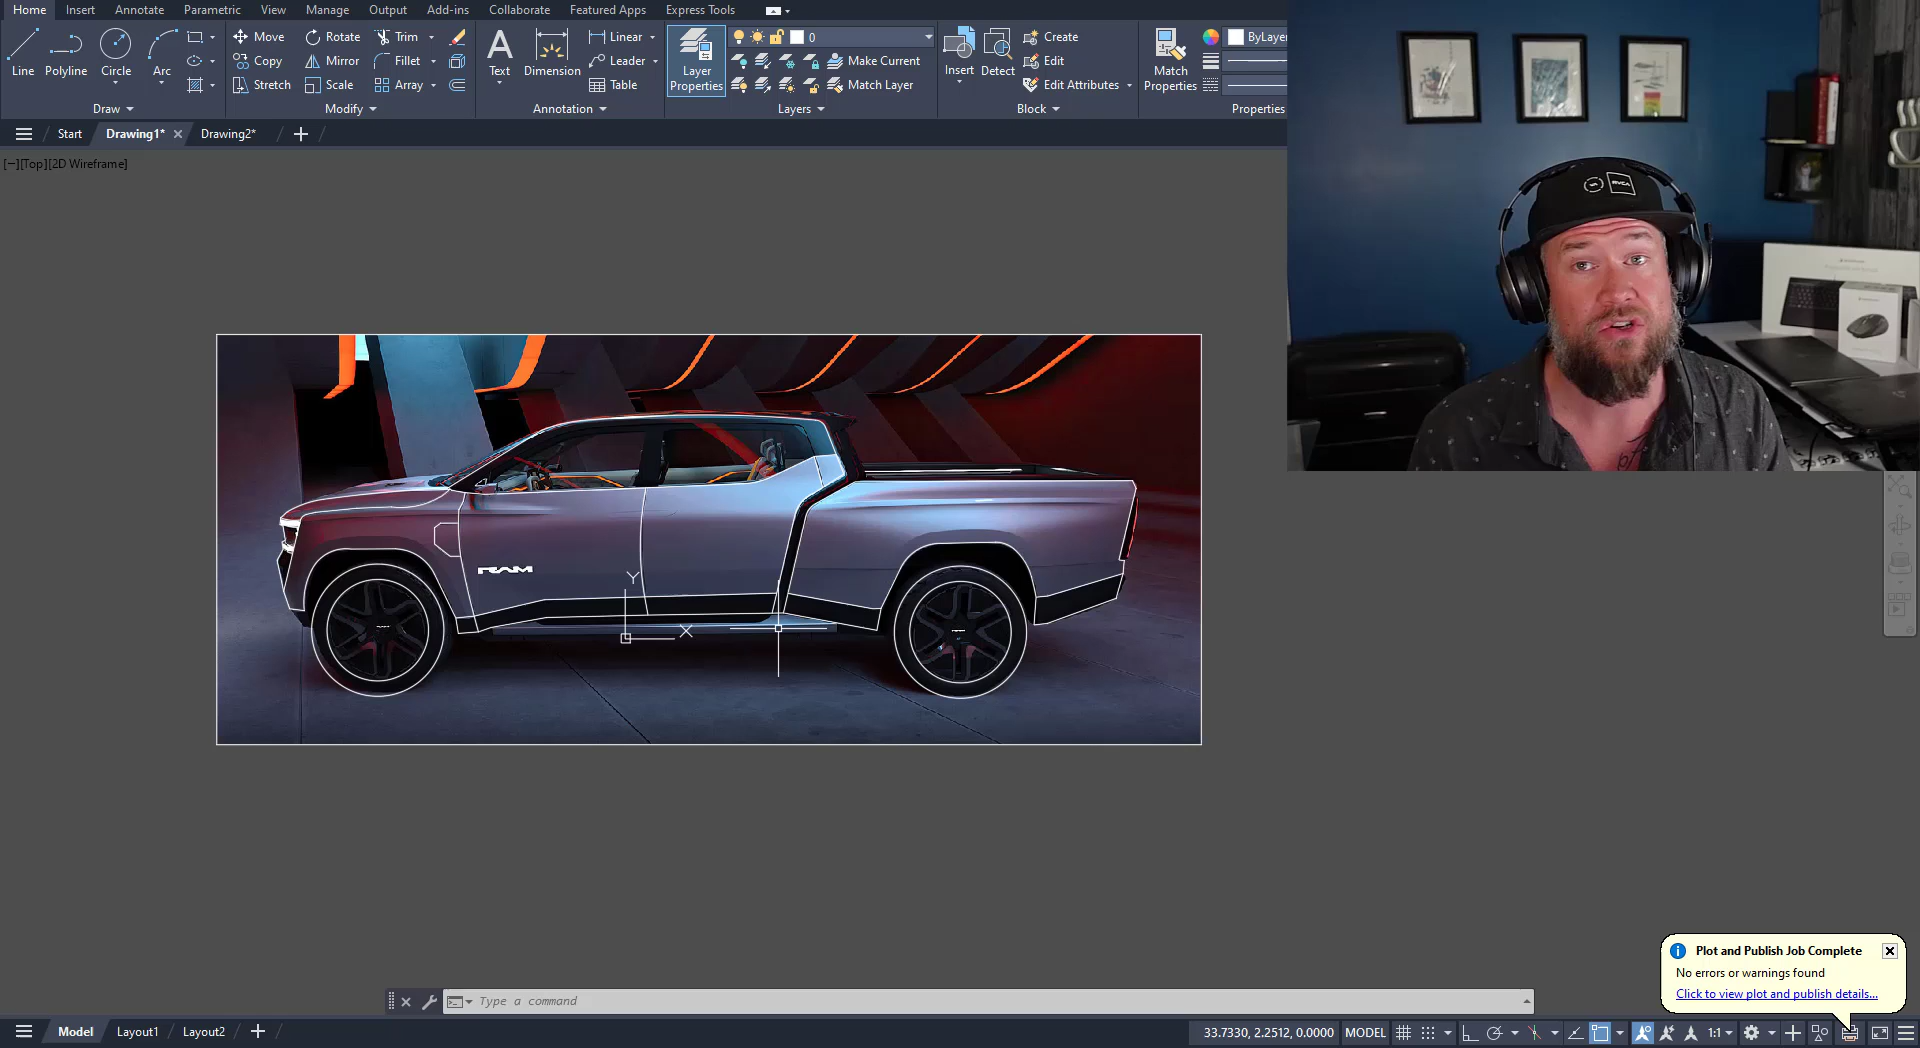 Home Insert Annotate Parametric View Manage Output Add-ins Collaborate Featured Apps Express Tools
Line Polyline Circle Arc
Move Rotate Trim
Copy Mirror Fillet
Stretch Scale Array
Text Dimension
Linear
Leader
Table
Layer Properties
0
Make Current
Match Layer
Insert Detect
Create
Edit
Edit Attributes
Match Properties
ByLaye
Draw Modify Annotation Layers Block Properties
Start Drawing1* Drawing2*
[−][Top][2D Wireframe]
RVCA
RAM
Y
X
Plot and Publish Job Complete
No errors or warnings found
Click to view plot and publish details...
Type a command
Model Layout1 Layout2
33.7330, 2.2512, 0.0000 MODEL 1:1